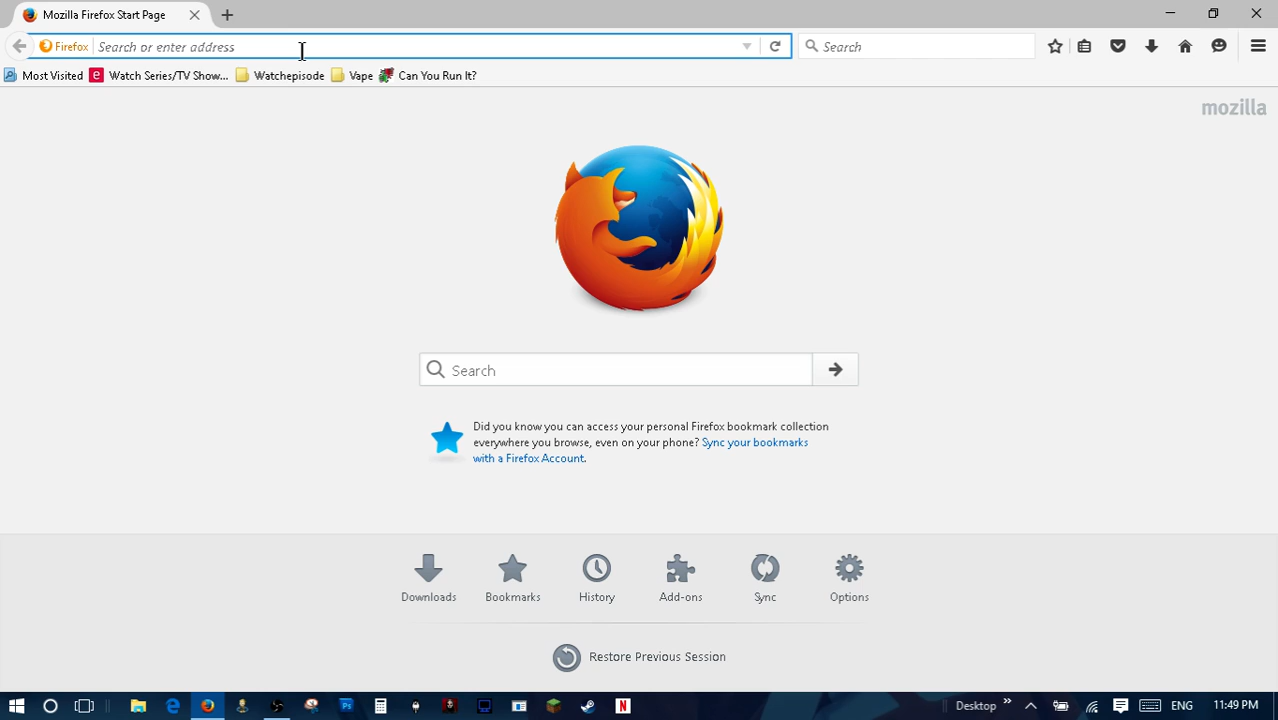 Mozilla Firefox Start Page
Firefox Search or enter address Search
Most Visited Watch Series/TV Show... Watchepisode Vape Can You Run It?
mozilla
Search
Did you know you can access your personal Firefox bookmark collection
everywhere you browse, even on your phone? Sync your bookmarks
with a Firefox Account.
Downloads Bookmarks History Add-ons Sync Options
Restore Previous Session
Desktop ENG 11:49 PM